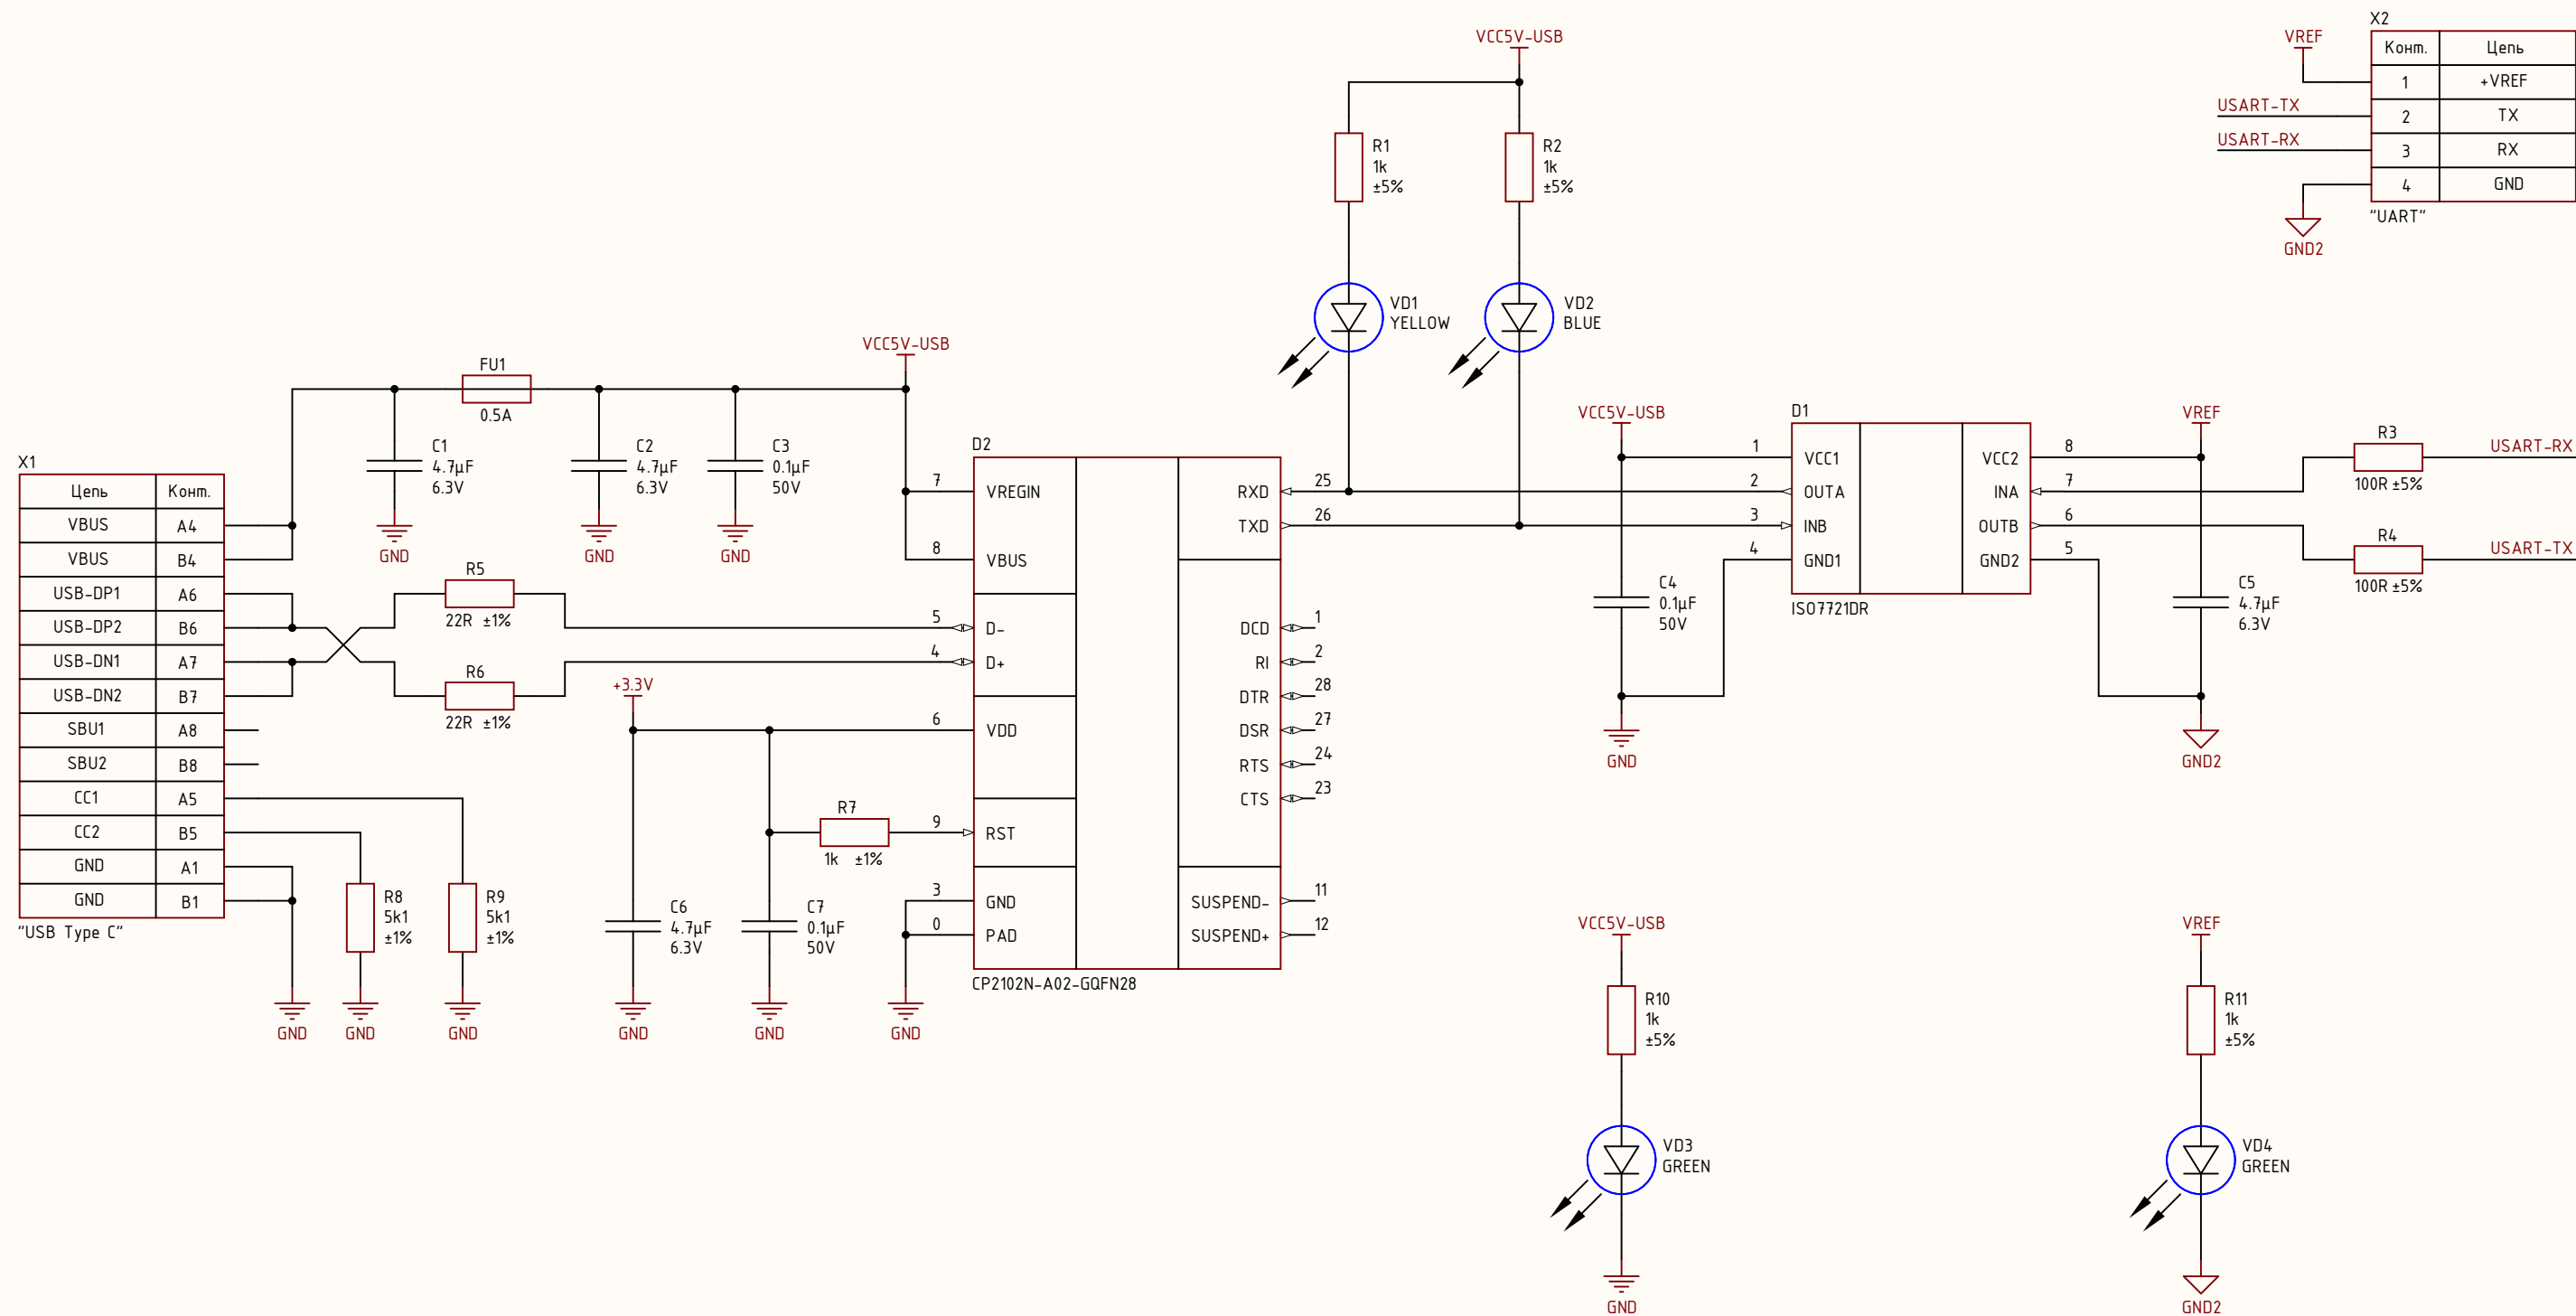 X2
Конт.
Цепь
1
+VREF
2
TX
3
RX
4
GND
"UART"
VREF
USART-TX
USART-RX
GND2
VCC5V-USB
R1
1k
±5%
R2
1k
±5%
VD1
YELLOW
VD2
BLUE
VCC5V-USB
FU1
0.5A
C1
4.7µF
6.3V
GND
C2
4.7µF
6.3V
GND
C3
0.1µF
50V
GND
X1
Цепь
Конт.
VBUS
A4
VBUS
B4
USB-DP1
A6
USB-DP2
B6
USB-DN1
A7
USB-DN2
B7
SBU1
A8
SBU2
B8
CC1
A5
CC2
B5
GND
A1
GND
B1
"USB Type C"
R5
22R ±1%
R6
22R ±1%
+3.3V
R7
1k ±1%
R8
5k1
±1%
R9
5k1
±1%
C6
4.7µF
6.3V
C7
0.1µF
50V
GND
GND
GND
GND
GND
GND
D2
7
VREGIN
8
VBUS
5
D-
4
D+
6
VDD
9
RST
3
GND
0
PAD
RXD
25
TXD
26
DCD
1
RI
2
DTR
28
DSR
27
RTS
24
CTS
23
SUSPEND-
11
SUSPEND+
12
CP2102N-A02-GQFN28
VCC5V-USB
C4
0.1µF
50V
GND
D1
1
VCC1
2
OUTA
3
INB
4
GND1
VCC2
8
INA
7
OUTB
6
GND2
5
ISO7721DR
VREF
C5
4.7µF
6.3V
GND2
R3
100R ±5%
USART-RX
R4
100R ±5%
USART-TX
VCC5V-USB
R10
1k
±5%
VD3
GREEN
GND
VREF
R11
1k
±5%
VD4
GREEN
GND2